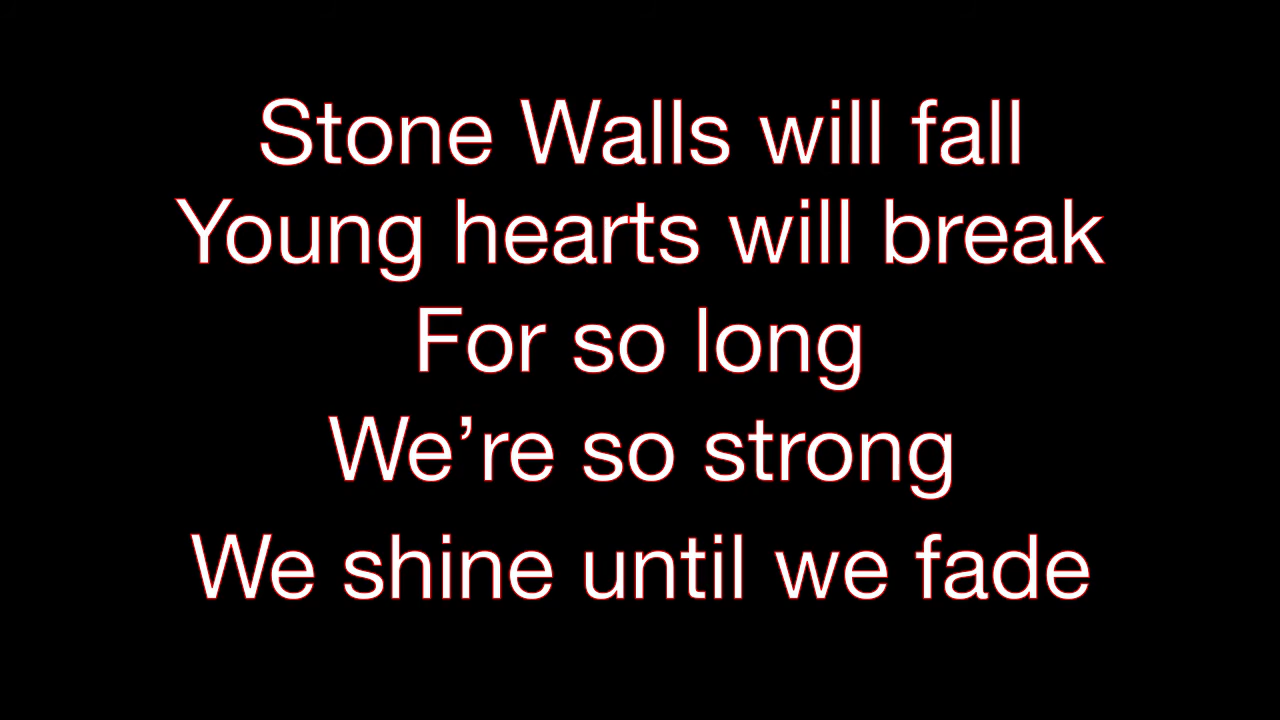 Stone Walls will fall
Young hearts will break
For so long
We’re so strong
We shine until we fade